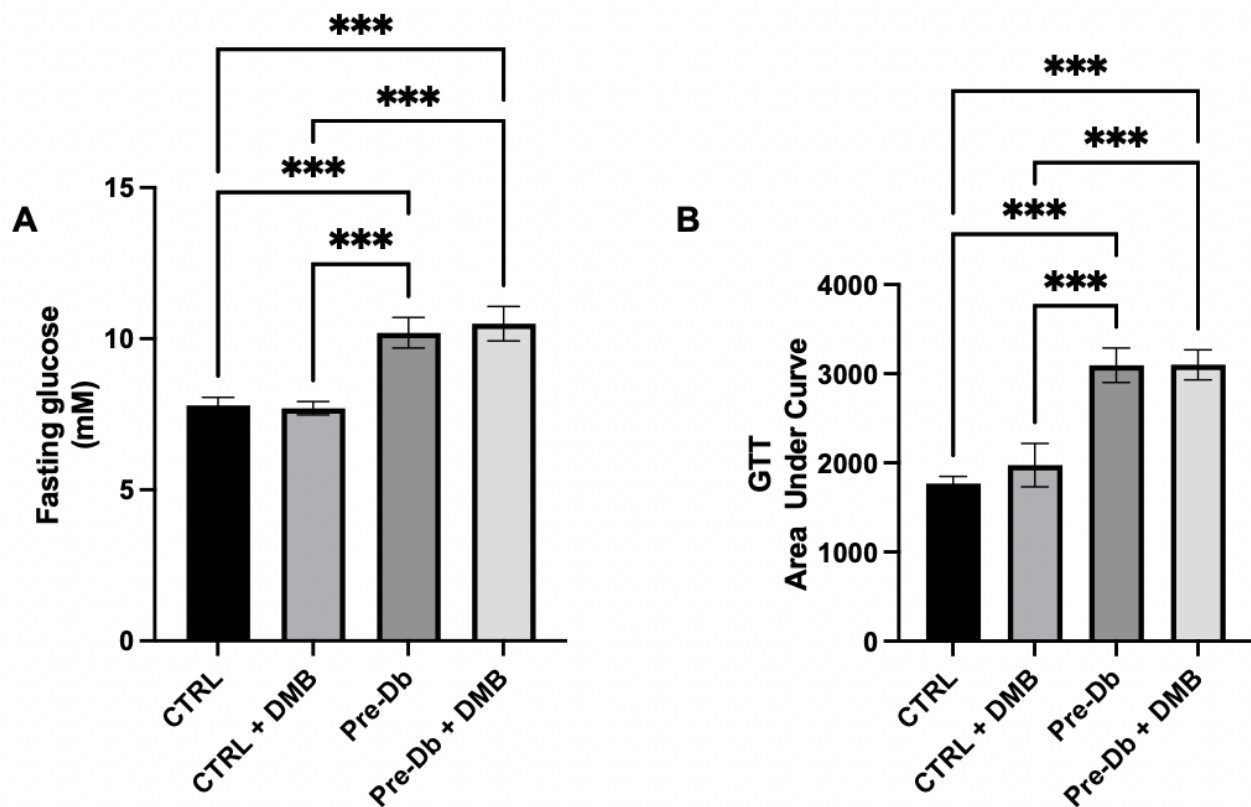 A
***
***
***
***
15
10
5
0
Fasting glucose
(mM)
CTRL
CTRL + DMB
Pre-Db
Pre-Db + DMB
B
***
***
***
***
4000
3000
2000
1000
0
GTT
Area Under Curve
CTRL
CTRL + DMB
Pre-Db
Pre-Db + DMB